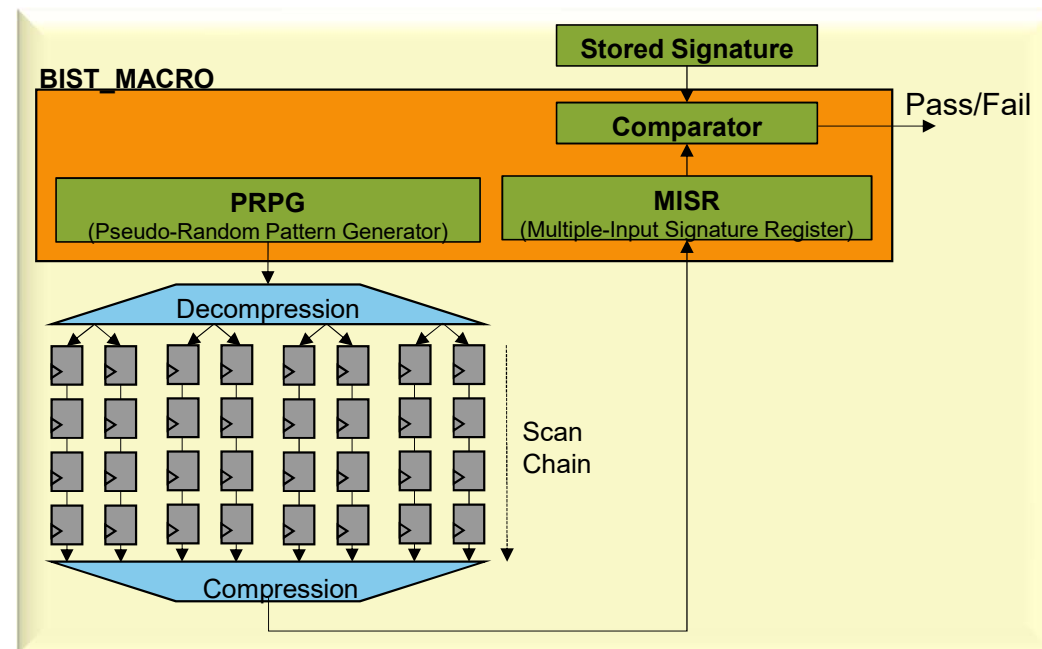 Stored Signature
BIST_MACRO
Comparator
Pass/Fail
PRPG
(Pseudo-Random Pattern Generator)
MISR
(Multiple-Input Signature Register)
Decompression
Scan
Chain
Compression